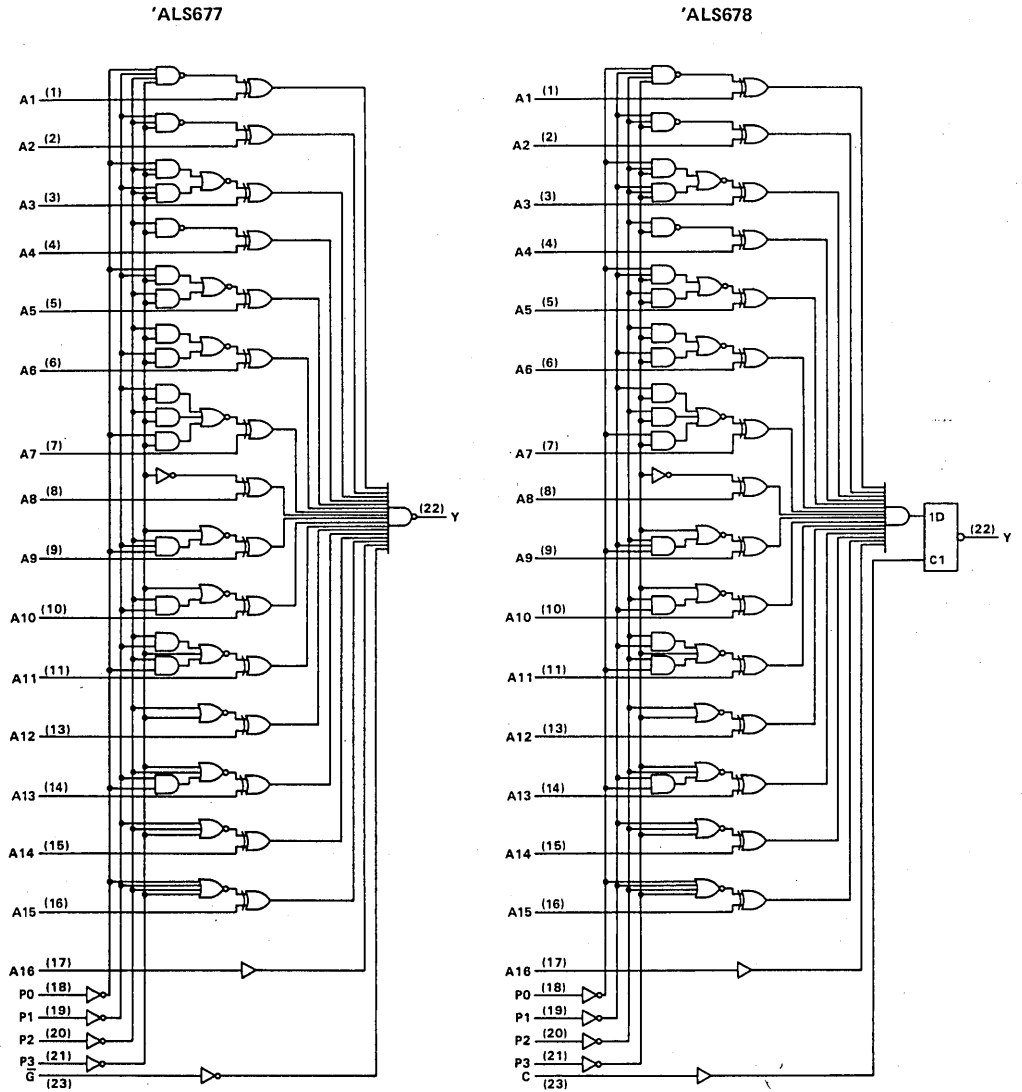 'ALS677
A1 (1)
A2 (2)
A3 (3)
A4 (4)
A5 (5)
A6 (6)
A7 (7)
A8 (8)
(22) Y
A9 (9)
A10 (10)
A11 (11)
A12 (13)
A13 (14)
A14 (15)
A15 (16)
A16 (17)
P0 (18)
P1 (19)
P2 (20)
P3 (21)
G̅ (23)
'ALS678
A1 (1)
A2 (2)
A3 (3)
A4 (4)
A5 (5)
A6 (6)
A7 (7)
A8 (8)
1D
(22) Y
C1
A9 (9)
A10 (10)
A11 (11)
A12 (13)
A13 (14)
A14 (15)
A15 (16)
A16 (17)
P0 (18)
P1 (19)
P2 (20)
P3 (21)
C (23)